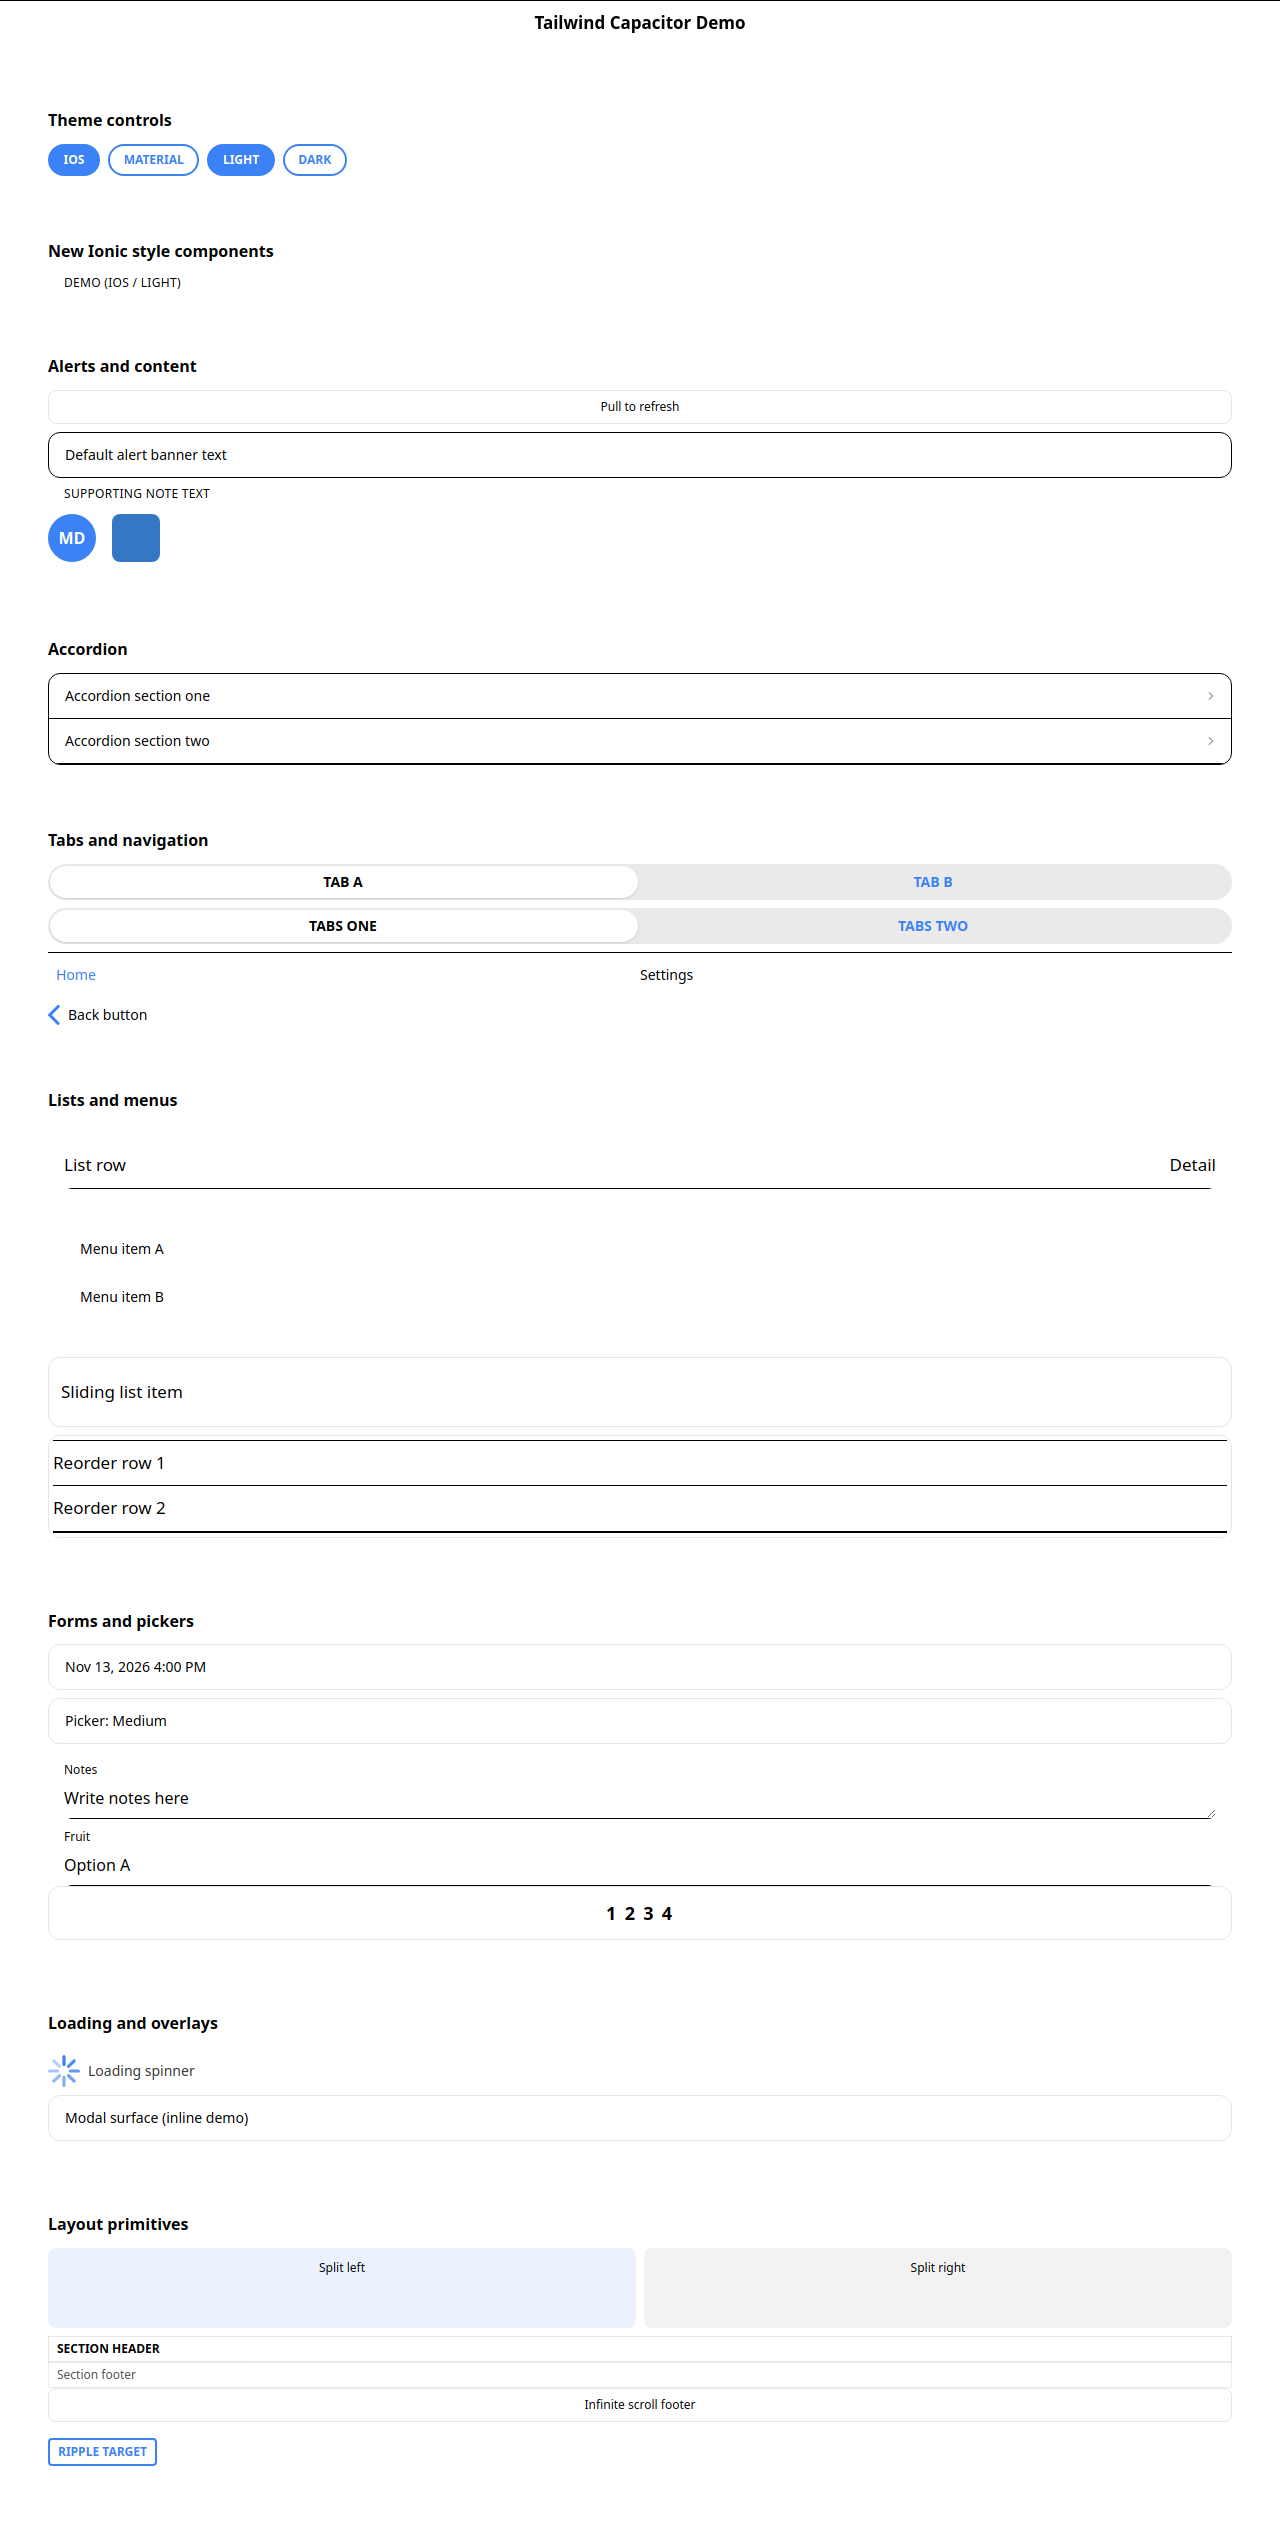 Tailwind Capacitor Demo
Theme controls
IOS MATERIAL LIGHT DARK
New Ionic style components
DEMO (IOS / LIGHT)
Alerts and content
Pull to refresh
Default alert banner text
SUPPORTING NOTE TEXT
MD
Accordion
Accordion section one
Accordion section two
Tabs and navigation
TAB A TAB B
TABS ONE TABS TWO
Home Settings
Back button
Lists and menus
List row Detail
Menu item A
Menu item B
Sliding list item
Reorder row 1
Reorder row 2
Forms and pickers
Nov 13, 2026 4:00 PM
Picker: Medium
Notes
Write notes here
Fruit
Option A
1 2 3 4
Loading and overlays
Loading spinner
Modal surface (inline demo)
Layout primitives
Split left Split right
SECTION HEADER
Section footer
Infinite scroll footer
RIPPLE TARGET